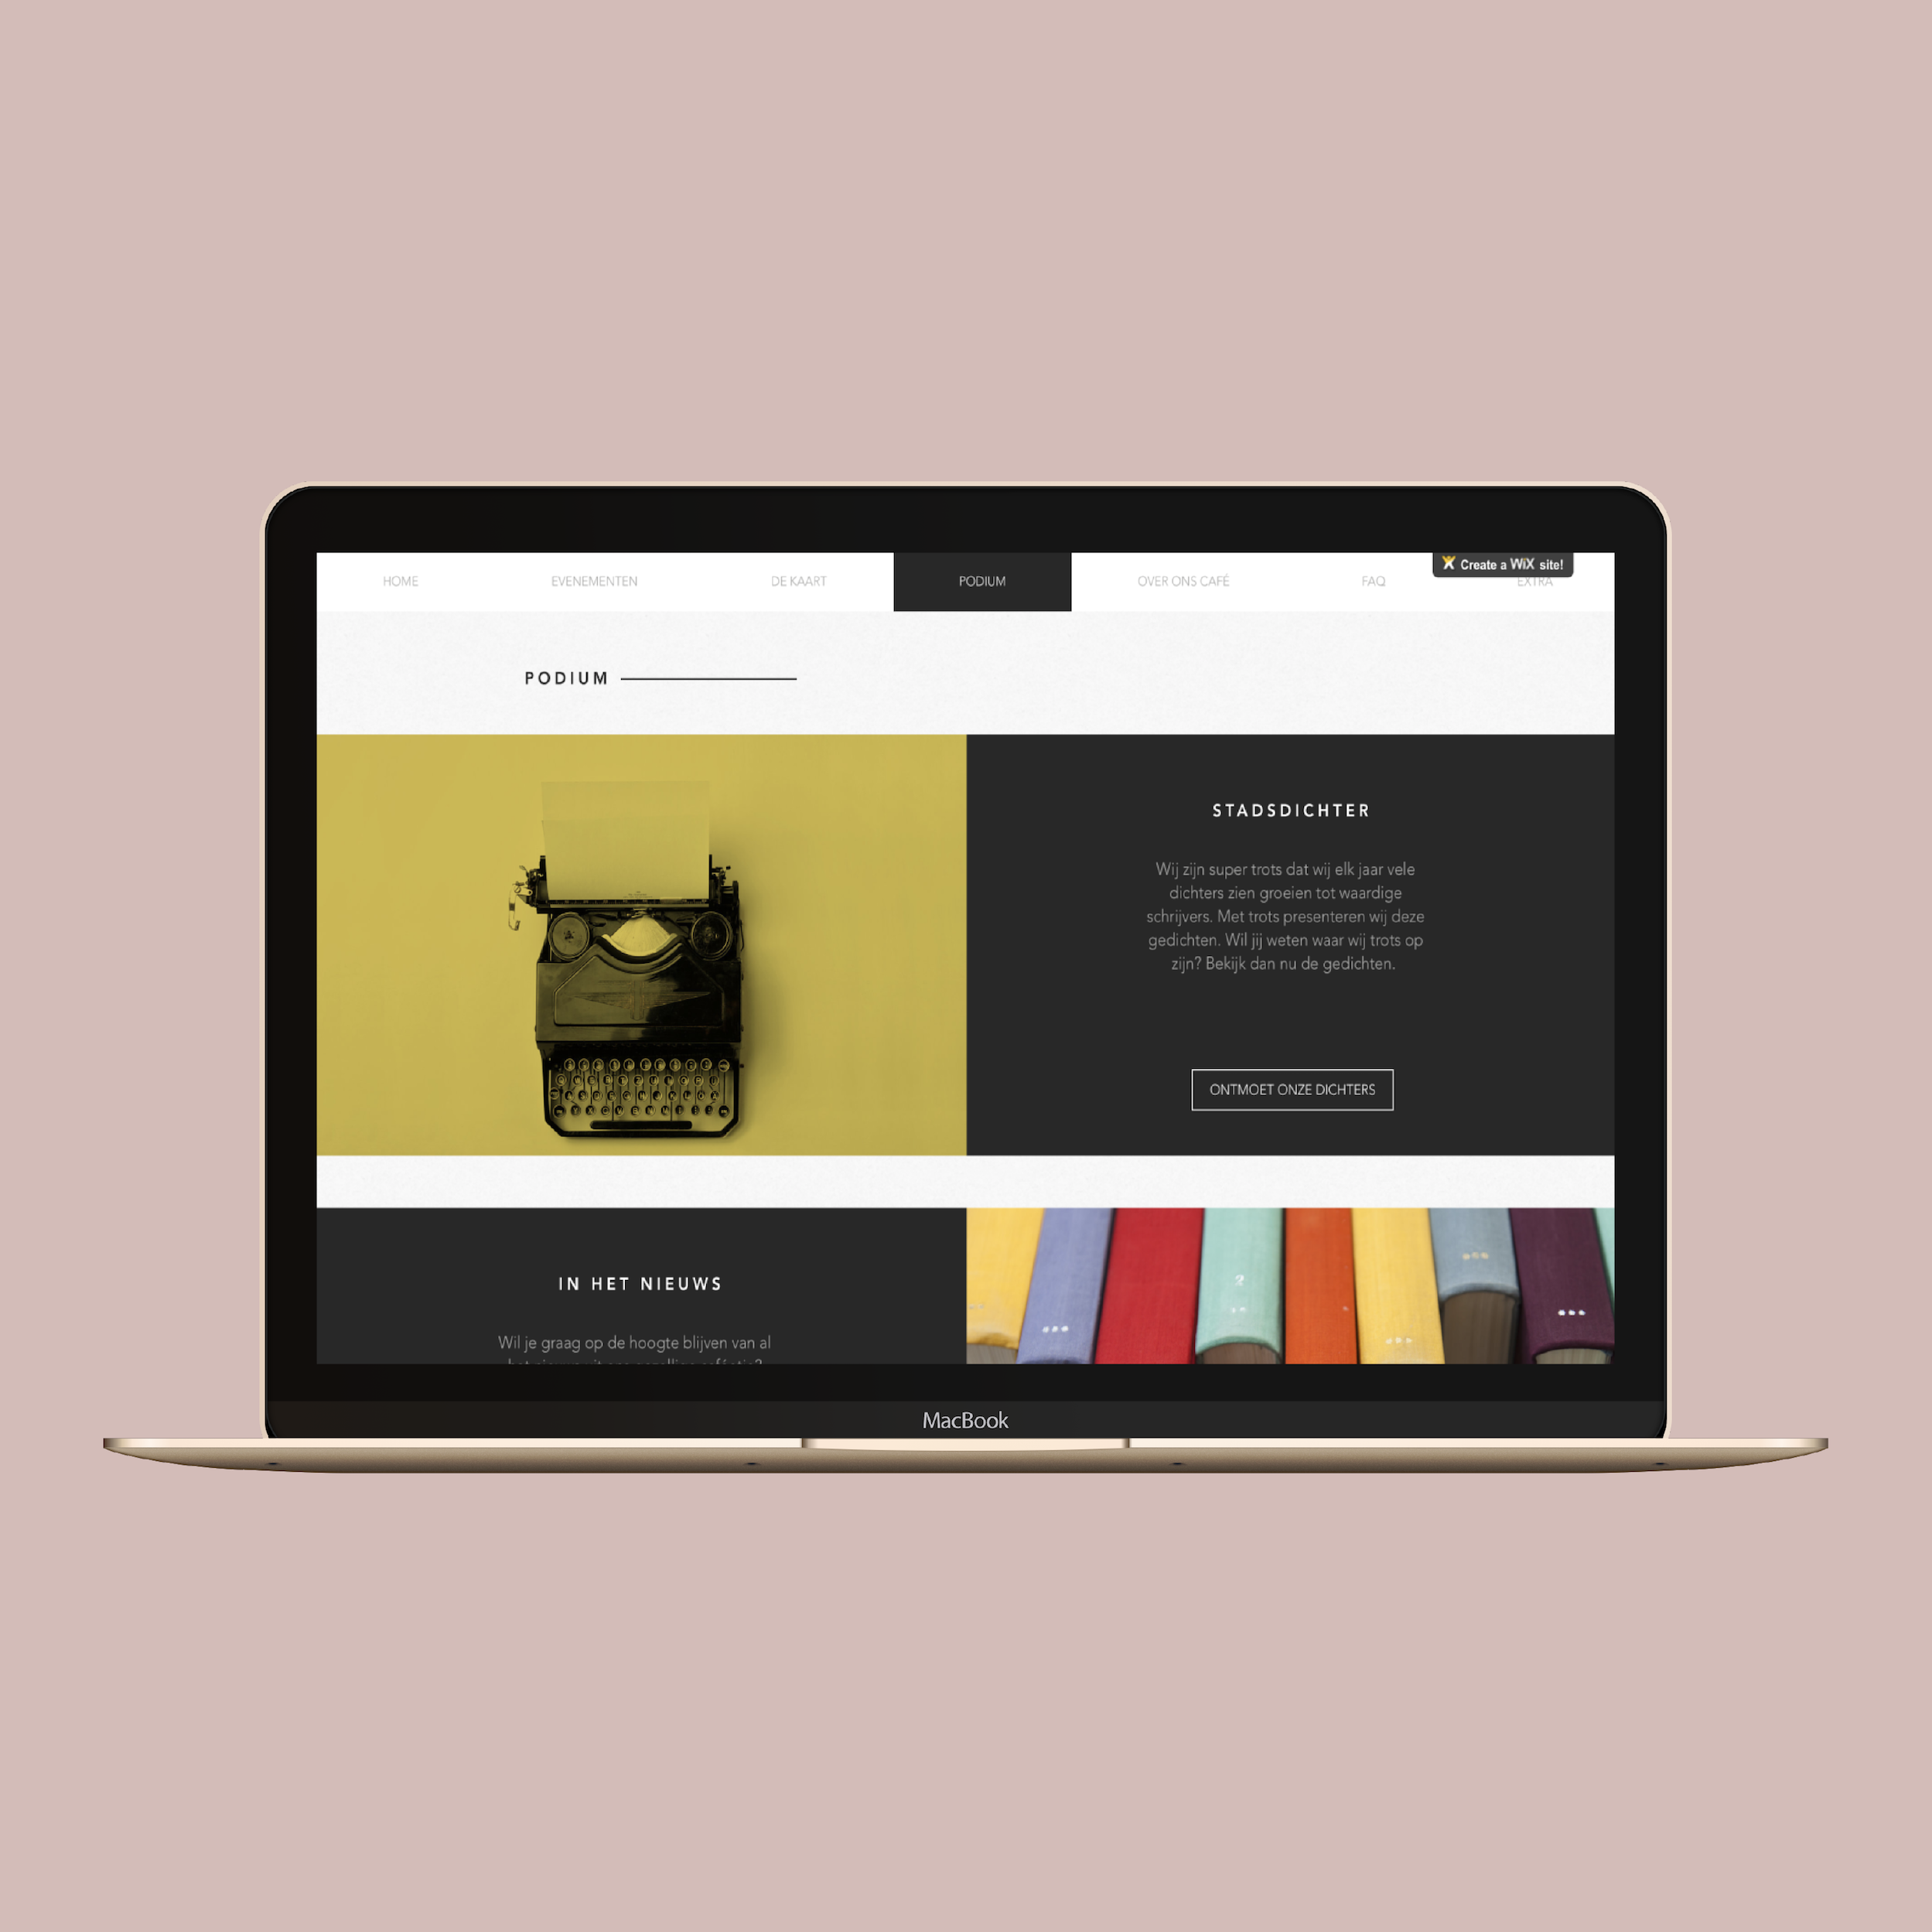 Create a WiX site!
HOME EVENEMENTEN DE KAART PODIUM OVER ONS CAFÉ FAQ EXTRA
PODIUM
STADSDICHTER
Wij zijn super trots dat wij elk jaar vele
dichters zien groeien tot waardige
schrijvers. Met trots presenteren wij deze
gedichten. Wil jij weten waar wij trots op
zijn? Bekijk dan nu de gedichten.
ONTMOET ONZE DICHTERS
IN HET NIEUWS
Wil je graag op de hoogte blijven van al
MacBook